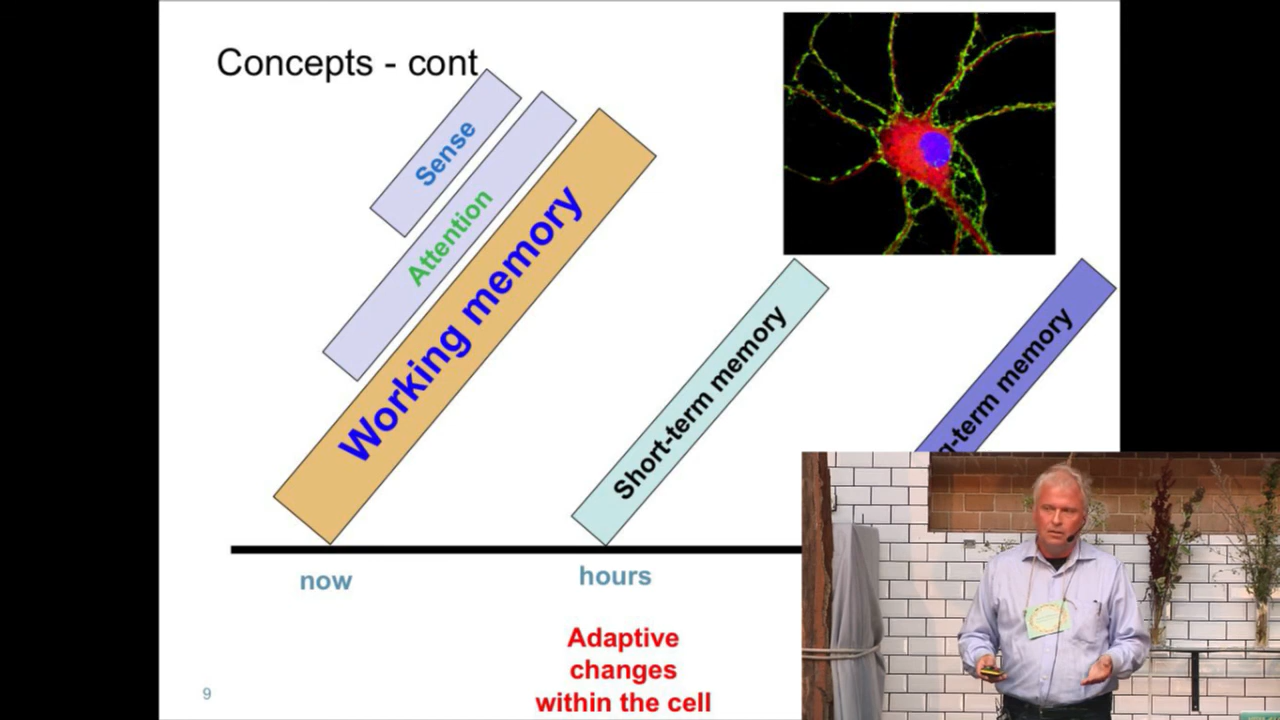 Concepts - cont
Sense
Attention
Working memory
Short-term memory
g-term memory
now
hours
Adaptive
changes
within the cell
9